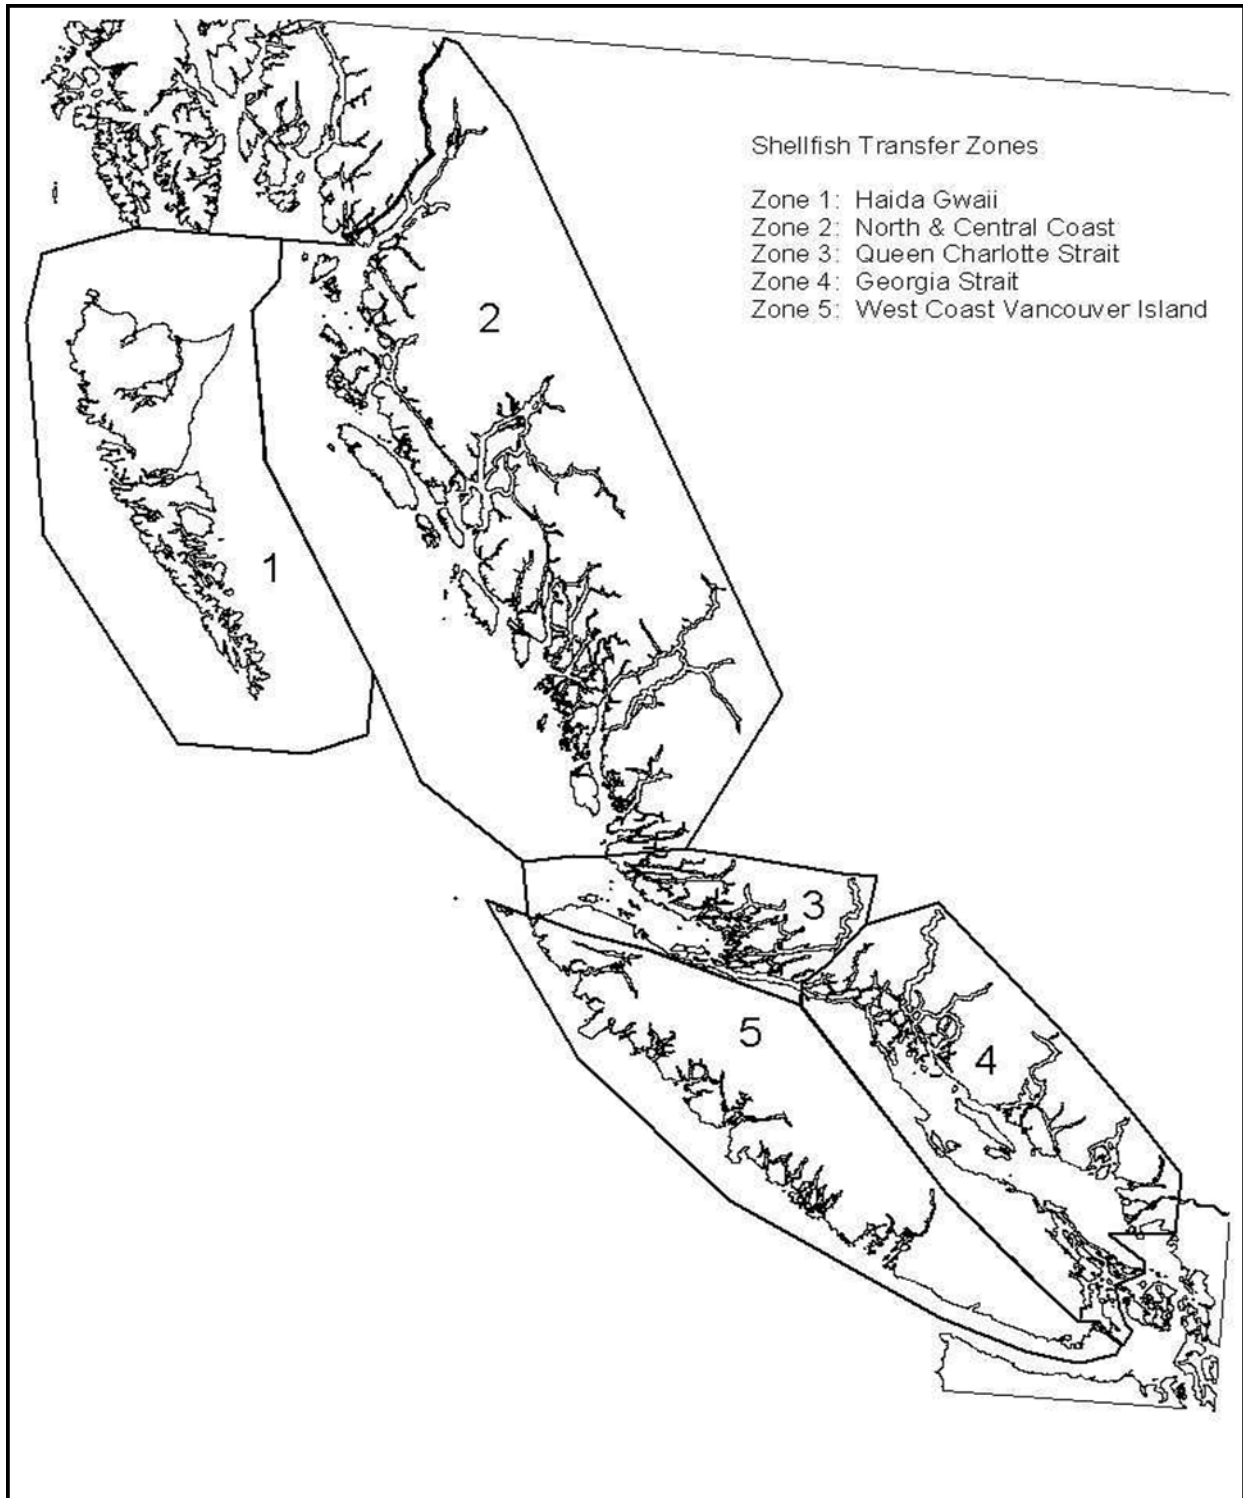 Shellfish Transfer Zones
Zone 1: Haida Gwaii
Zone 2: North & Central Coast
Zone 3: Queen Charlotte Strait
Zone 4: Georgia Strait
Zone 5: West Coast Vancouver Island
2
1
3
5
4